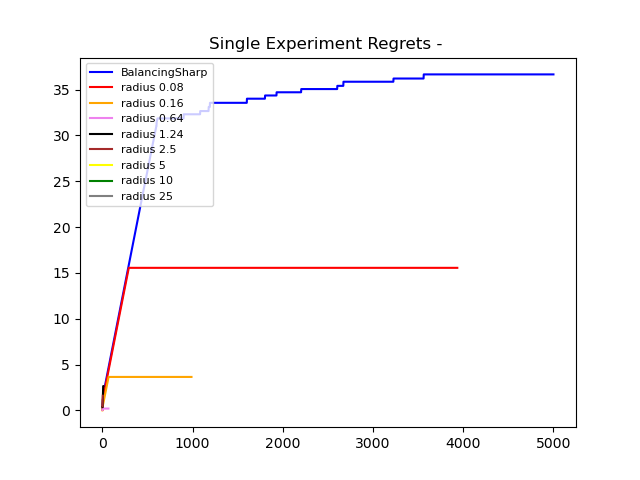 Single Experiment Regrets -
BalancingSharp
radius 0.08
radius 0.16
radius 0.64
radius 1.24
radius 2.5
radius 5
radius 10
radius 25
35
30
25
20
15
10
5
0
0 1000 2000 3000 4000 5000